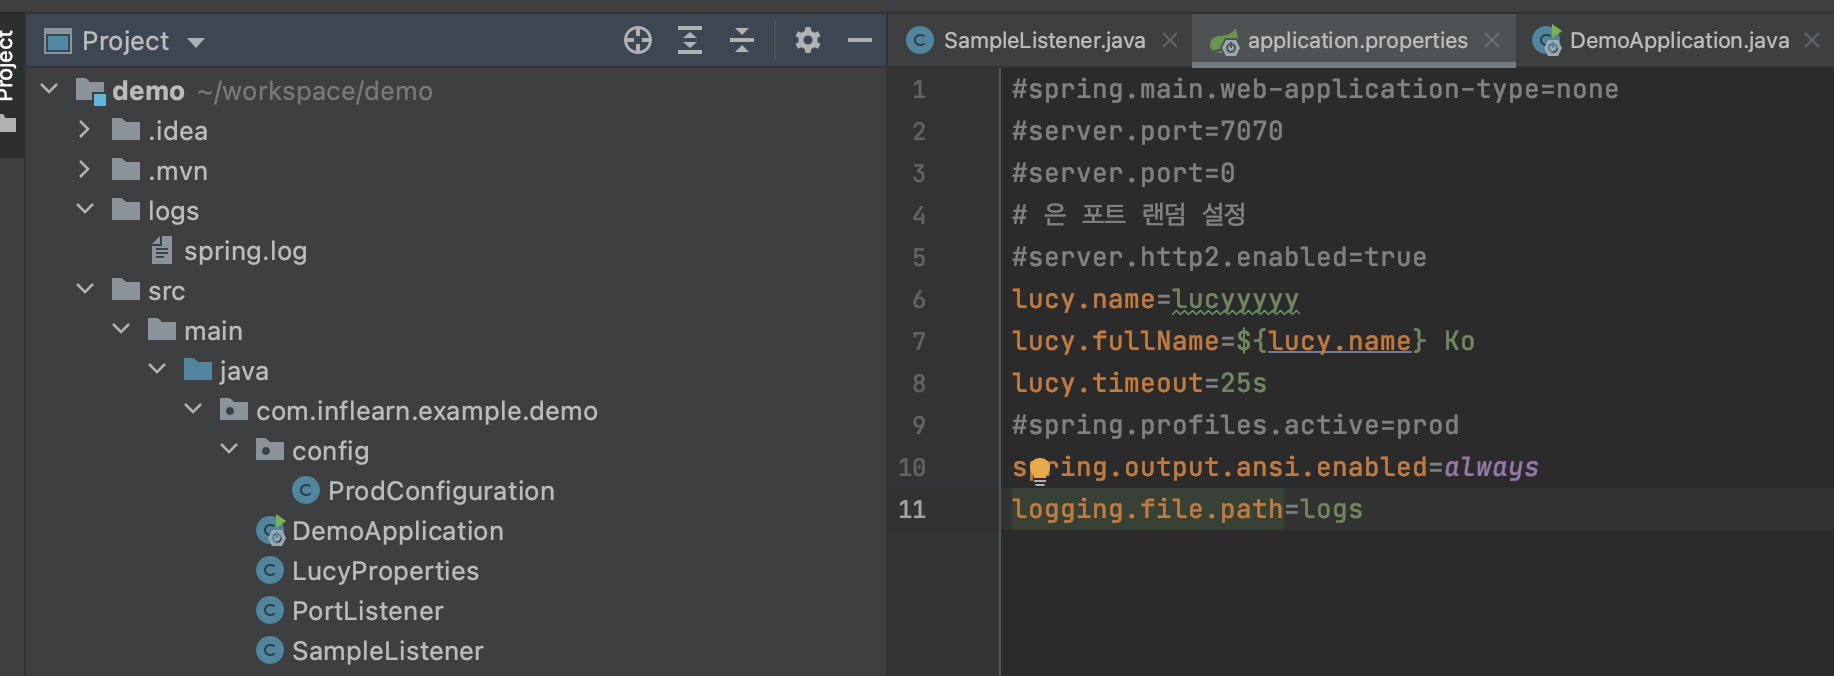 Project
Project
demo ~/workspace/demo
.idea
.mvn
logs
spring.log
src
main
java
com.inflearn.example.demo
config
ProdConfiguration
DemoApplication
LucyProperties
PortListener
SampleListener
SampleListener.java
application.properties
DemoApplication.java
1 #spring.main.web-application-type=none
2 #server.port=7070
3 #server.port=0
4 # 은 포트 랜덤 설정
5 #server.http2.enabled=true
6 lucy.name=lucyyyyy
7 lucy.fullName=${lucy.name} Ko
8 lucy.timeout=25s
9 #spring.profiles.active=prod
10 spring.output.ansi.enabled=always
11 logging.file.path=logs